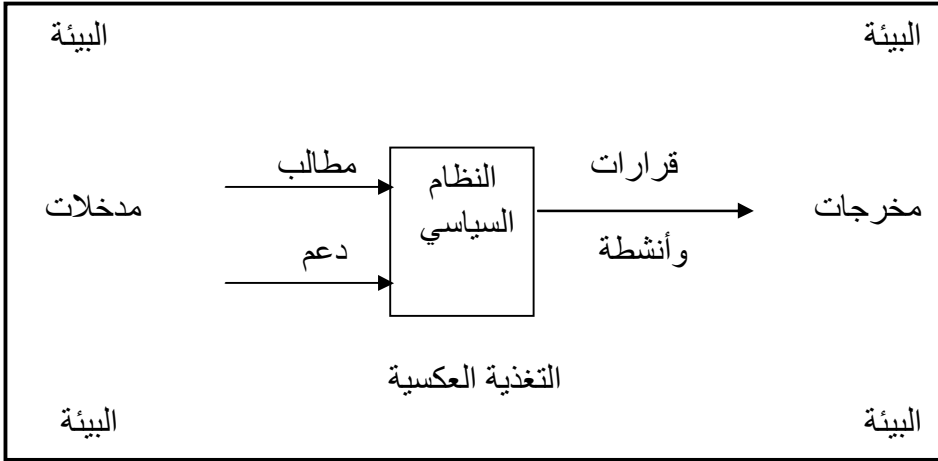 البيئة
البيئة
مطالب
النظام
السياسي
قرارات
مدخلات
مخرجات
دعم
وأنشطة
التغذية العكسية
البيئة
البيئة